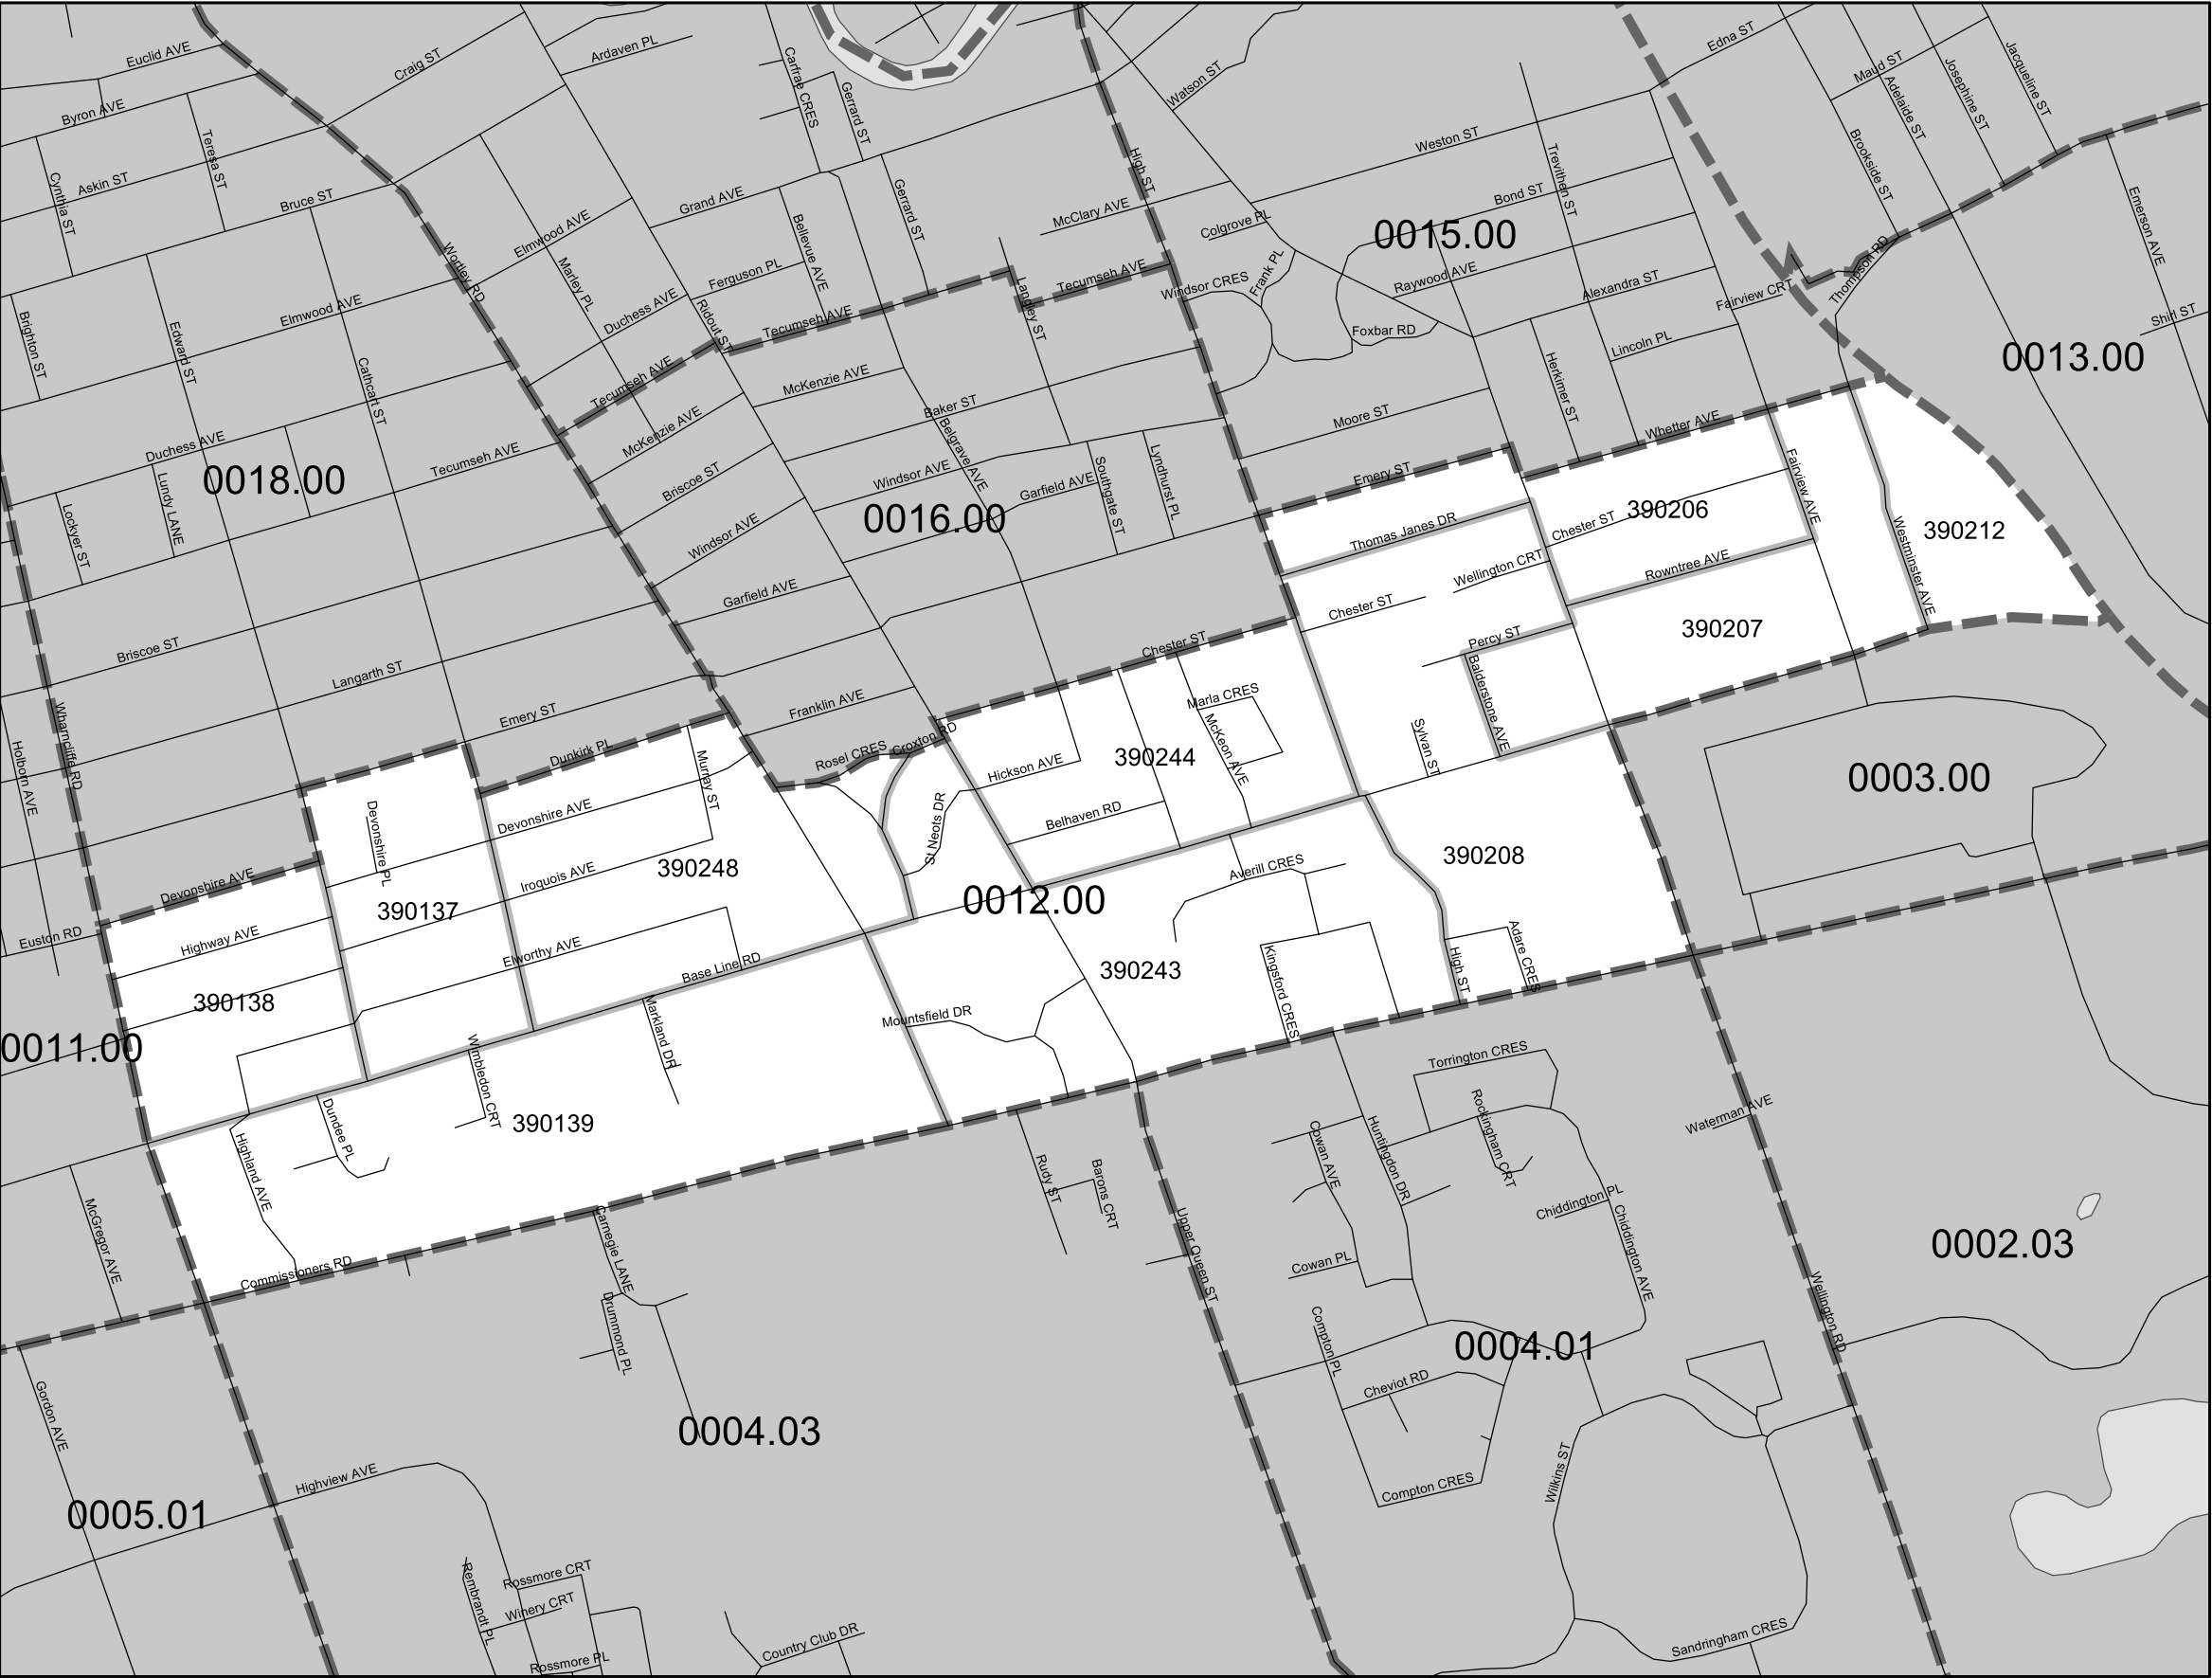 Euclid AVE
Craig ST
Ardaven PL
Carfrae CRES
Gerrard ST
Watson ST
Edna ST
Maud ST
Adelaide ST
Josephine ST
Jacqueline ST
Byron AVE
Teresa ST
Cynthia ST
Askin ST
Bruce ST
Weston ST
Trevithen ST
Brookside ST
High ST
Grand AVE
Gerrard ST
McClary AVE
Colgrove PL
Bond ST
0015.00
Emerson AVE
Elmwood AVE
Bellevue AVE
Wortley RD
Marley PL
Ferguson PL
Tecumseh AVE
Langley ST
Windsor CRES
Frank PL
Raywood AVE
Alexandra ST
Fairview CRT
Thompson RD
Shirl ST
Brighton ST
Edward ST
Elmwood AVE
Cathcart ST
Duchess AVE
Ridout ST
Tecumseh AVE
Foxbar RD
Lincoln PL
Herkimer ST
0013.00
Tecumseh AVE
McKenzie AVE
McKenzie AVE
Baker ST
Belgrave AVE
Moore ST
Whetter AVE
Duchess AVE
Lundy LANE
0018.00
Tecumseh AVE
Briscoe ST
Windsor AVE
Garfield AVE
Southgate ST
Lyndhurst PL
Emery ST
Fairview AVE
Lockyer ST
Windsor AVE
0016.00
Thomas Janes DR
Chester ST
390206
390212
Westminster AVE
Garfield AVE
Wellington CRT
Rowntree AVE
Chester ST
390207
Briscoe ST
Langarth ST
Chester ST
Percy ST
Balderstone AVE
Wharncliffe RD
Holborn AVE
Emery ST
Franklin AVE
Marla CRES
McKeon AVE
Sylvan ST
Dunkirk PL
Murray ST
Rosel CRES
Croxton RD
Hickson AVE
390244
0003.00
Devonshire PL
Devonshire AVE
St Neots DR
Belhaven RD
390208
Devonshire AVE
Iroquois AVE
390248
Averill CRES
390137
0012.00
Euston RD
Highway AVE
Elworthy AVE
Base Line RD
390243
Kingsford CRES
High ST
Adare CRES
390138
Markland DR
Mountsfield DR
0011.00
Wimbledon CRT
Torrington CRES
390139
Dundee PL
Highland AVE
Rockingham CRT
Huntingdon DR
Cowan AVE
Waterman AVE
McGregor AVE
Rudy ST
Barons CRT
Chiddington PL
Chiddington AVE
Upper Queen ST
Cowan PL
0002.03
Commissioners RD
Carnegie LANE
Drummond PL
Wellington RD
Compton PL
0004.01
Cheviot RD
Gordon AVE
0004.03
Highview AVE
Compton CRES
Wilkins ST
0005.01
Rembrandt PL
Rossmore CRT
Winery CRT
Rossmore PL
Country Club DR
Sandringham CRES